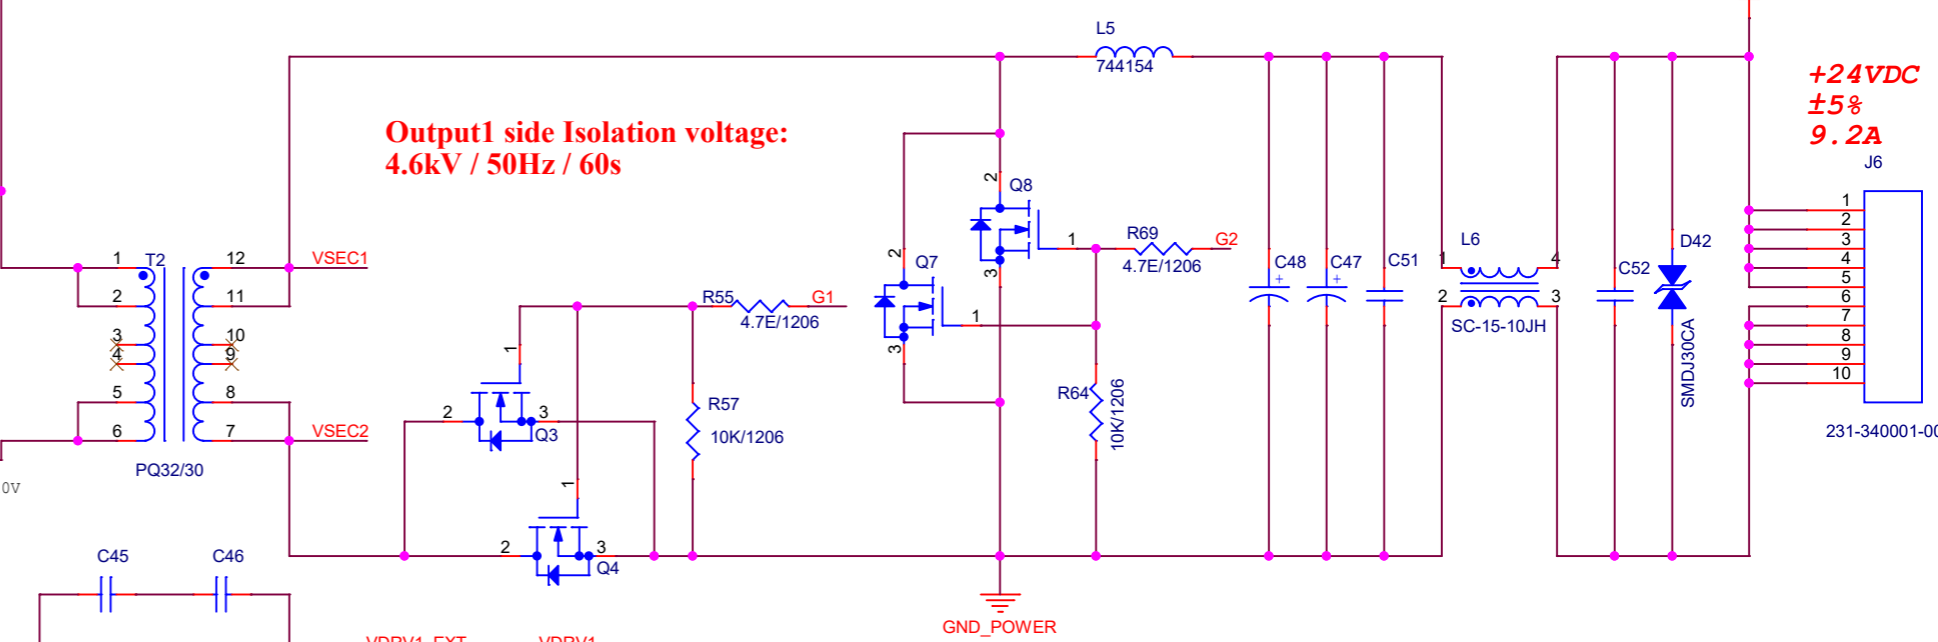 L5
744154
+24VDC
±5%
9.2A
J6
Output1 side Isolation voltage:
4.6kV / 50Hz / 60s
2
Q8
1
R69
G2
4.7E/1206
3
2
Q7
1
3
R64
10K/1206
C48
+
C47
+
C51
L6
1
4
2
3
SC-15-10JH
C52
D42
SMDJ30CA
1
2
3
4
5
6
7
8
9
10
231-340001-00
1
T2
12
VSEC1
2
11
3
10
4
9
5
8
6
7
VSEC2
PQ32/30
0V
R55
G1
4.7E/1206
1
2
3
Q3
R57
10K/1206
1
2
3
Q4
C45
C46
GND_POWER
VDRV1_EXT
VDRV1